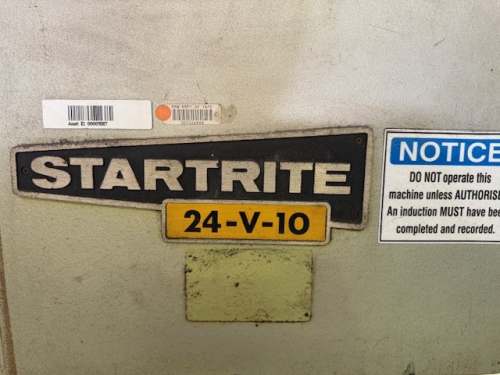 STARTRITE
24-V-10
NOTICE
DO NOT operate this
machine unless AUTHORISE
An induction MUST have bee
completed and recorded.